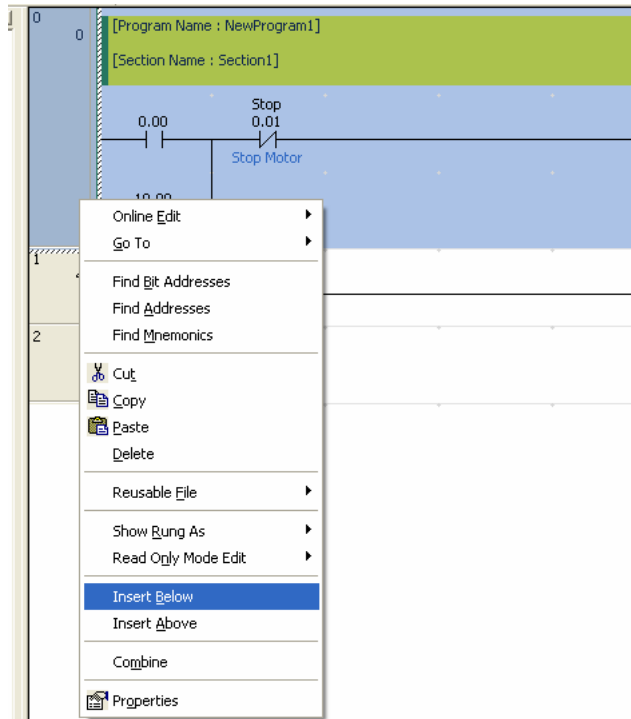 0
0
[Program Name : NewProgram1]
[Section Name : Section1]
Stop
0.00
0.01
Stop Motor
10.00
1
2
Online Edit
Go To
Find Bit Addresses
Find Addresses
Find Mnemonics
Cut
Copy
Paste
Delete
Reusable File
Show Rung As
Read Only Mode Edit
Insert Below
Insert Above
Combine
Properties